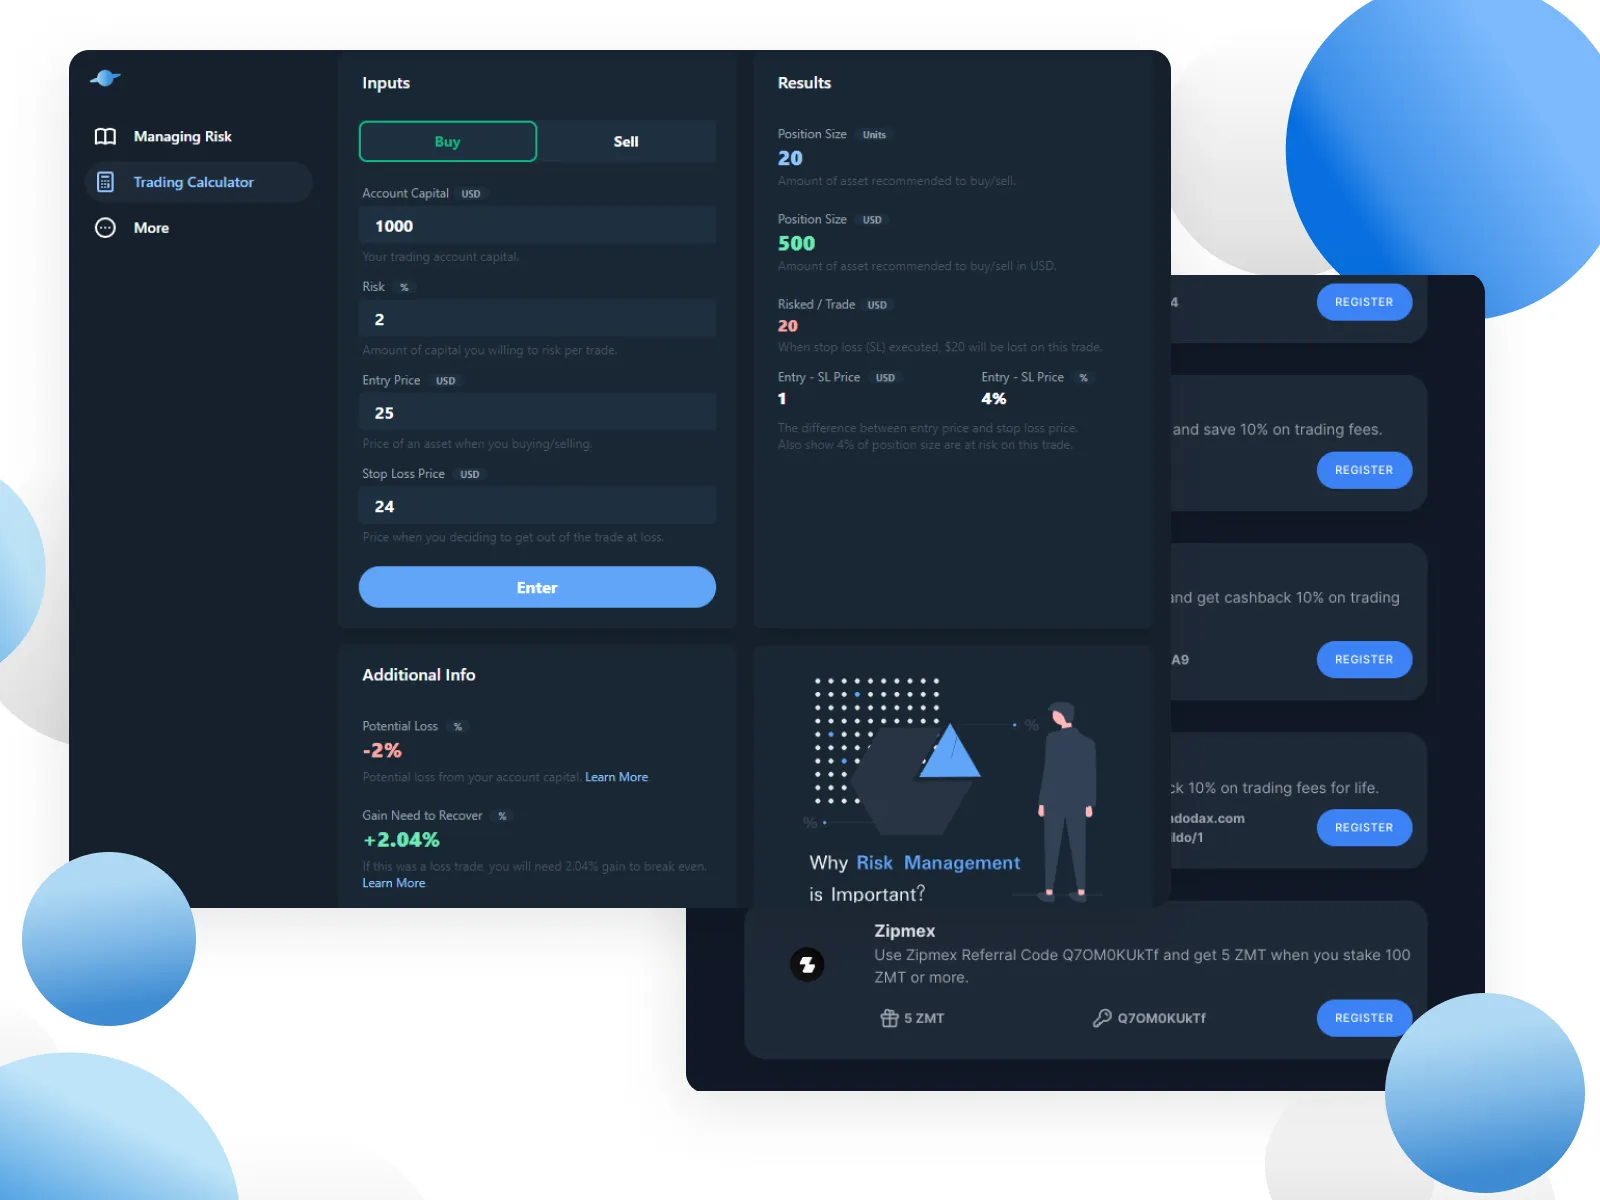 Managing Risk
Trading Calculator
More
Inputs
Buy
Sell
Account Capital USD
1000
Your trading account capital.
Risk %
2
Amount of capital you willing to risk per trade.
Entry Price USD
25
Price of an asset when you buying/selling.
Stop Loss Price USD
24
Price when you deciding to get out of the trade at loss.
Enter
Results
Position Size Units
20
Amount of asset recommended to buy/sell.
Position Size USD
500
Amount of asset recommended to buy/sell in USD.
Risked / Trade USD
20
When stop loss (SL) executed, $20 will be lost on this trade.
Entry - SL Price USD
1
Entry - SL Price %
4%
The difference between entry price and stop loss price.
Also show 4% of position size are at risk on this trade.
Additional Info
Potential Loss %
-2%
Potential loss from your account capital. Learn More
Gain Need to Recover %
+2.04%
If this was a loss trade, you will need 2.04% gain to break even.
Learn More
%
%
Why Risk Management
is Important?
4
REGISTER
and save 10% on trading fees.
REGISTER
and get cashback 10% on trading
A9
REGISTER
ck 10% on trading fees for life.
ndodax.com
ldo/1
REGISTER
Zipmex
Use Zipmex Referral Code Q7OM0KUkTf and get 5 ZMT when you stake 100
ZMT or more.
5 ZMT
Q7OM0KUkTf
REGISTER